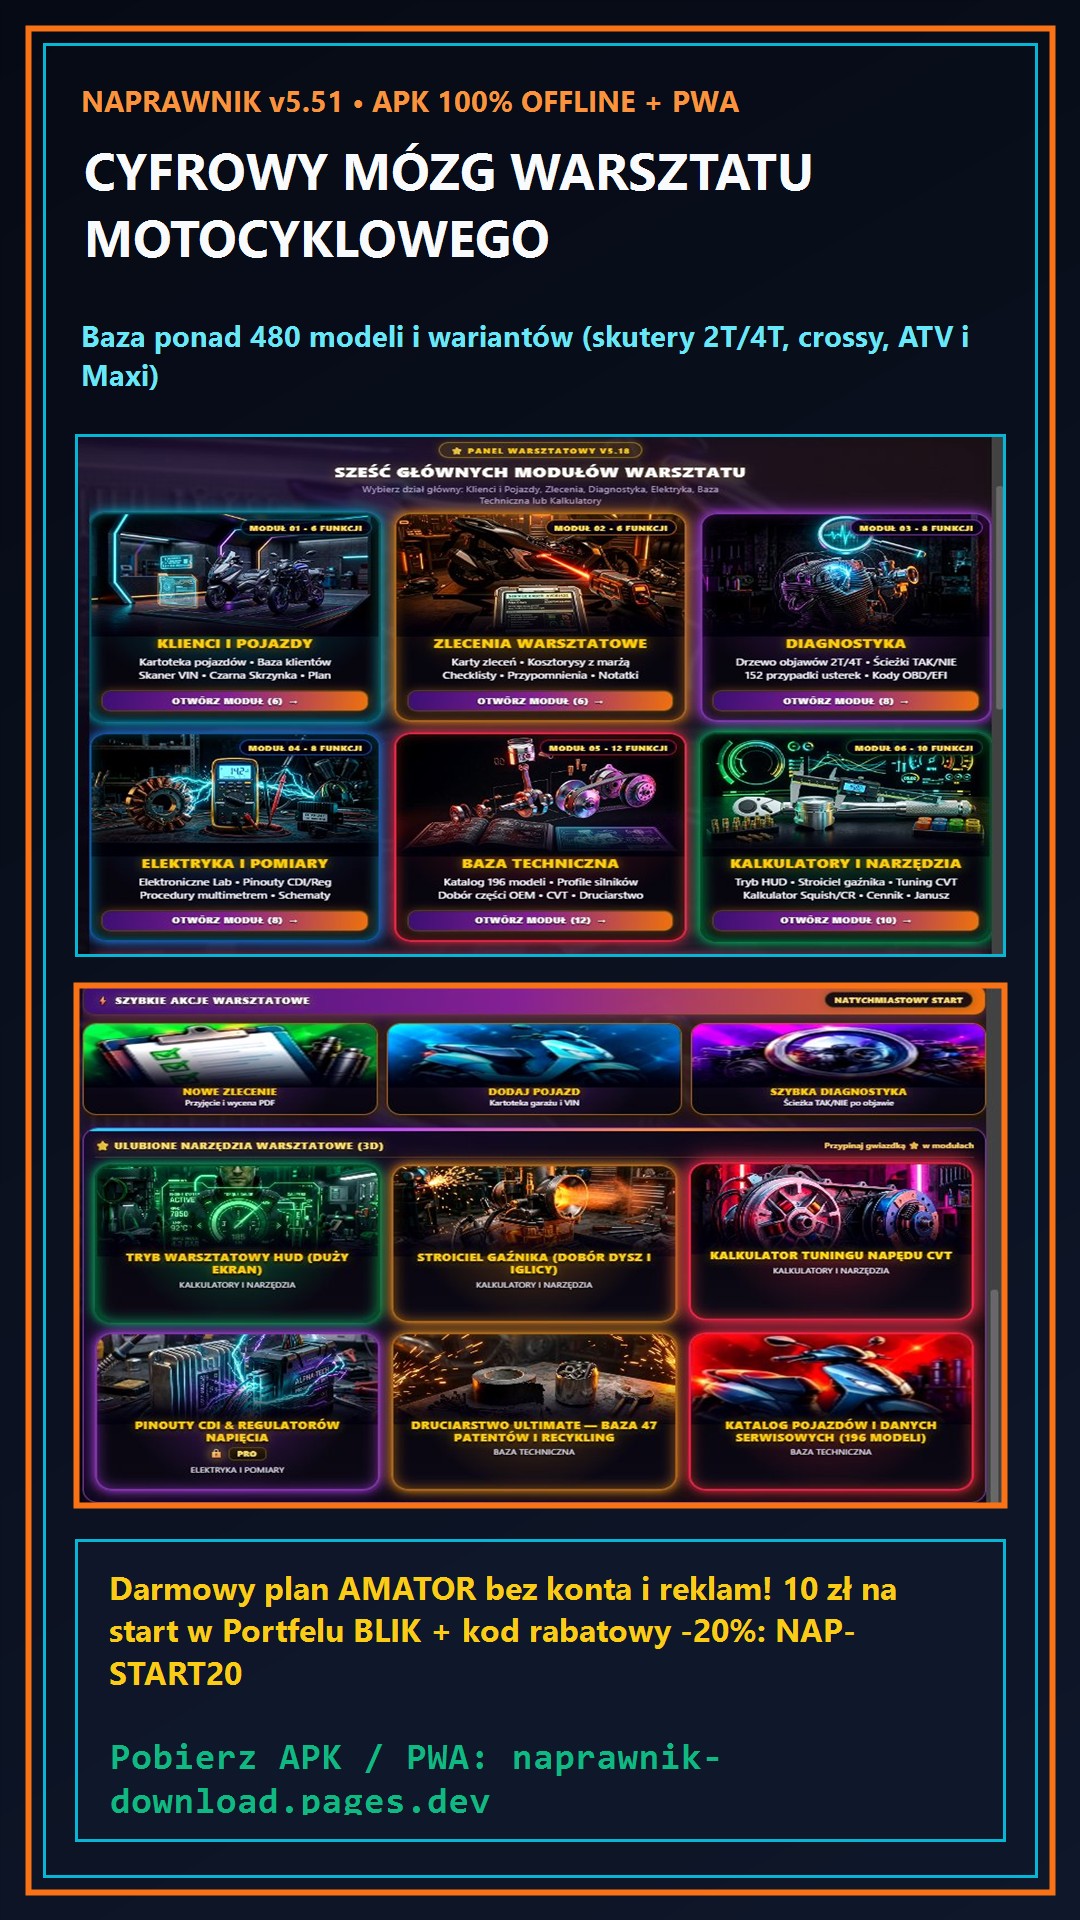 NAPRAWNIK v5.51 • APK 100% OFFLINE + PWA
CYFROWY MÓZG WARSZTATU
MOTOCYKLOWEGO
Baza ponad 480 modeli i wariantów (skutery 2T/4T, crossy, ATV i
Maxi)
PANEL WARSZTATOWY V5.18
SZEŚĆ GŁÓWNYCH MODUŁÓW WARSZTATU
Wybierz dział główny: Klienci i Pojazdy, Zlecenia, Diagnostyka, Elektryka, Baza
Techniczna lub Kalkulatory
MODUŁ 01 - 6 FUNKCJI
KLIENCI I POJAZDY
Kartoteka pojazdów • Baza klientów
Skaner VIN • Czarna Skrzynka • Plan
OTWÓRZ MODUŁ (6) →
MODUŁ 02 - 6 FUNKCJI
ZLECENIA WARSZTATOWE
Karty zleceń • Kosztorysy z marżą
Checklisty • Przypomnienia • Notatki
OTWÓRZ MODUŁ (6) →
MODUŁ 03 - 8 FUNKCJI
DIAGNOSTYKA
Drzewo objawów 2T/4T • Ścieżki TAK/NIE
152 przypadki usterek • Kody OBD/EFI
OTWÓRZ MODUŁ (8) →
MODUŁ 04 - 8 FUNKCJI
ELEKTRYKA I POMIARY
Elektroniczne Lab • Pinouty CDI/Reg
Procedury multimetrem • Schematy
OTWÓRZ MODUŁ (8) →
MODUŁ 05 - 12 FUNKCJI
BAZA TECHNICZNA
Katalog 196 modeli • Profile silników
Dobór części OEM • CVT • Druciarstwo
OTWÓRZ MODUŁ (12) →
MODUŁ 06 - 10 FUNKCJI
KALKULATORY I NARZĘDZIA
Tryb HUD • Stroiciel gaźnika • Tuning CVT
Kalkulator Squish/CR • Cennik • Janusz
OTWÓRZ MODUŁ (10) →
SZYBKIE AKCJE WARSZTATOWE
NATYCHMIASTOWY START
NOWE ZLECENIE
Przyjęcie i wycena PDF
DODAJ POJAZD
Kartoteka garażu i VIN
SZYBKA DIAGNOSTYKA
Ścieżka TAK/NIE po objawie
ULUBIONE NARZĘDZIA WARSZTATOWE (3D)
Przypinaj gwiazdką ⭐ w modułach
TRYB WARSZTATOWY HUD (DUŻY
EKRAN)
KALKULATORY I NARZĘDZIA
STROICIEL GAŹNIKA (DOBÓR DYSZ I
IGLICY)
KALKULATORY I NARZĘDZIA
KALKULATOR TUNINGU NAPĘDU CVT
KALKULATORY I NARZĘDZIA
PINOUTY CDI & REGULATORÓW
NAPIĘCIA
PRO
ELEKTRYKA I POMIARY
DRUCIARSTWO ULTIMATE — BAZA 47
PATENTÓW I RECYKLING
BAZA TECHNICZNA
KATALOG POJAZDÓW I DANYCH
SERWISOWYCH (196 MODELI)
BAZA TECHNICZNA
Darmowy plan AMATOR bez konta i reklam! 10 zł na
start w Portfelu BLIK + kod rabatowy -20%: NAP-
START20
Pobierz APK / PWA: naprawnik-
download.pages.dev